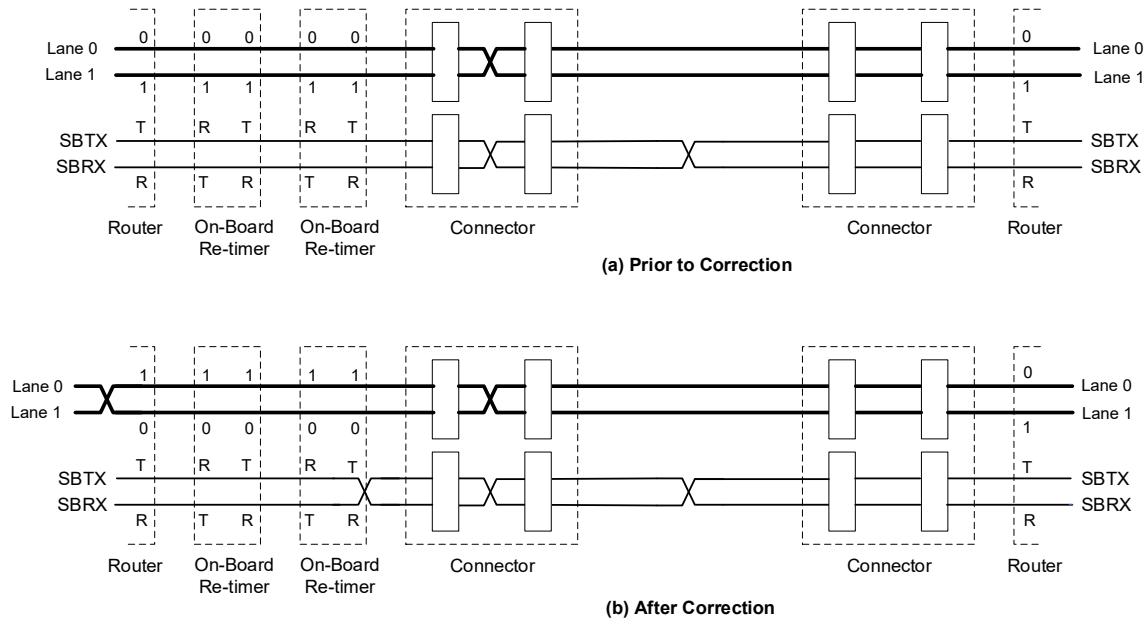 0 0 0 0 0 0
Lane 0 Lane 0
Lane 1 Lane 1
1 1 1 1 1 1
T R T R T T
SBTX SBTX
SBRX SBRX
R T R T R R
Router On-Board On-Board Connector Connector Router
Re-timer Re-timer
(a) Prior to Correction
1 1 1 1 1 0
Lane 0 Lane 0
Lane 1 Lane 1
0 0 0 0 0 1
T R T R T T
SBTX SBTX
SBRX SBRX
R T R T R R
Router On-Board On-Board Connector Connector Router
Re-timer Re-timer
(b) After Correction